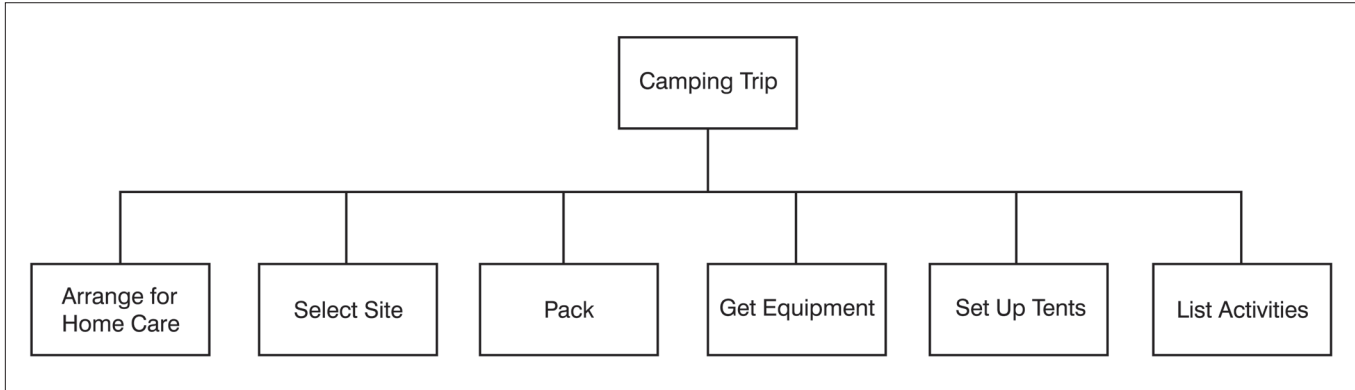 Camping Trip
Arrange for
Home Care
Select Site
Pack
Get Equipment
Set Up Tents
List Activities